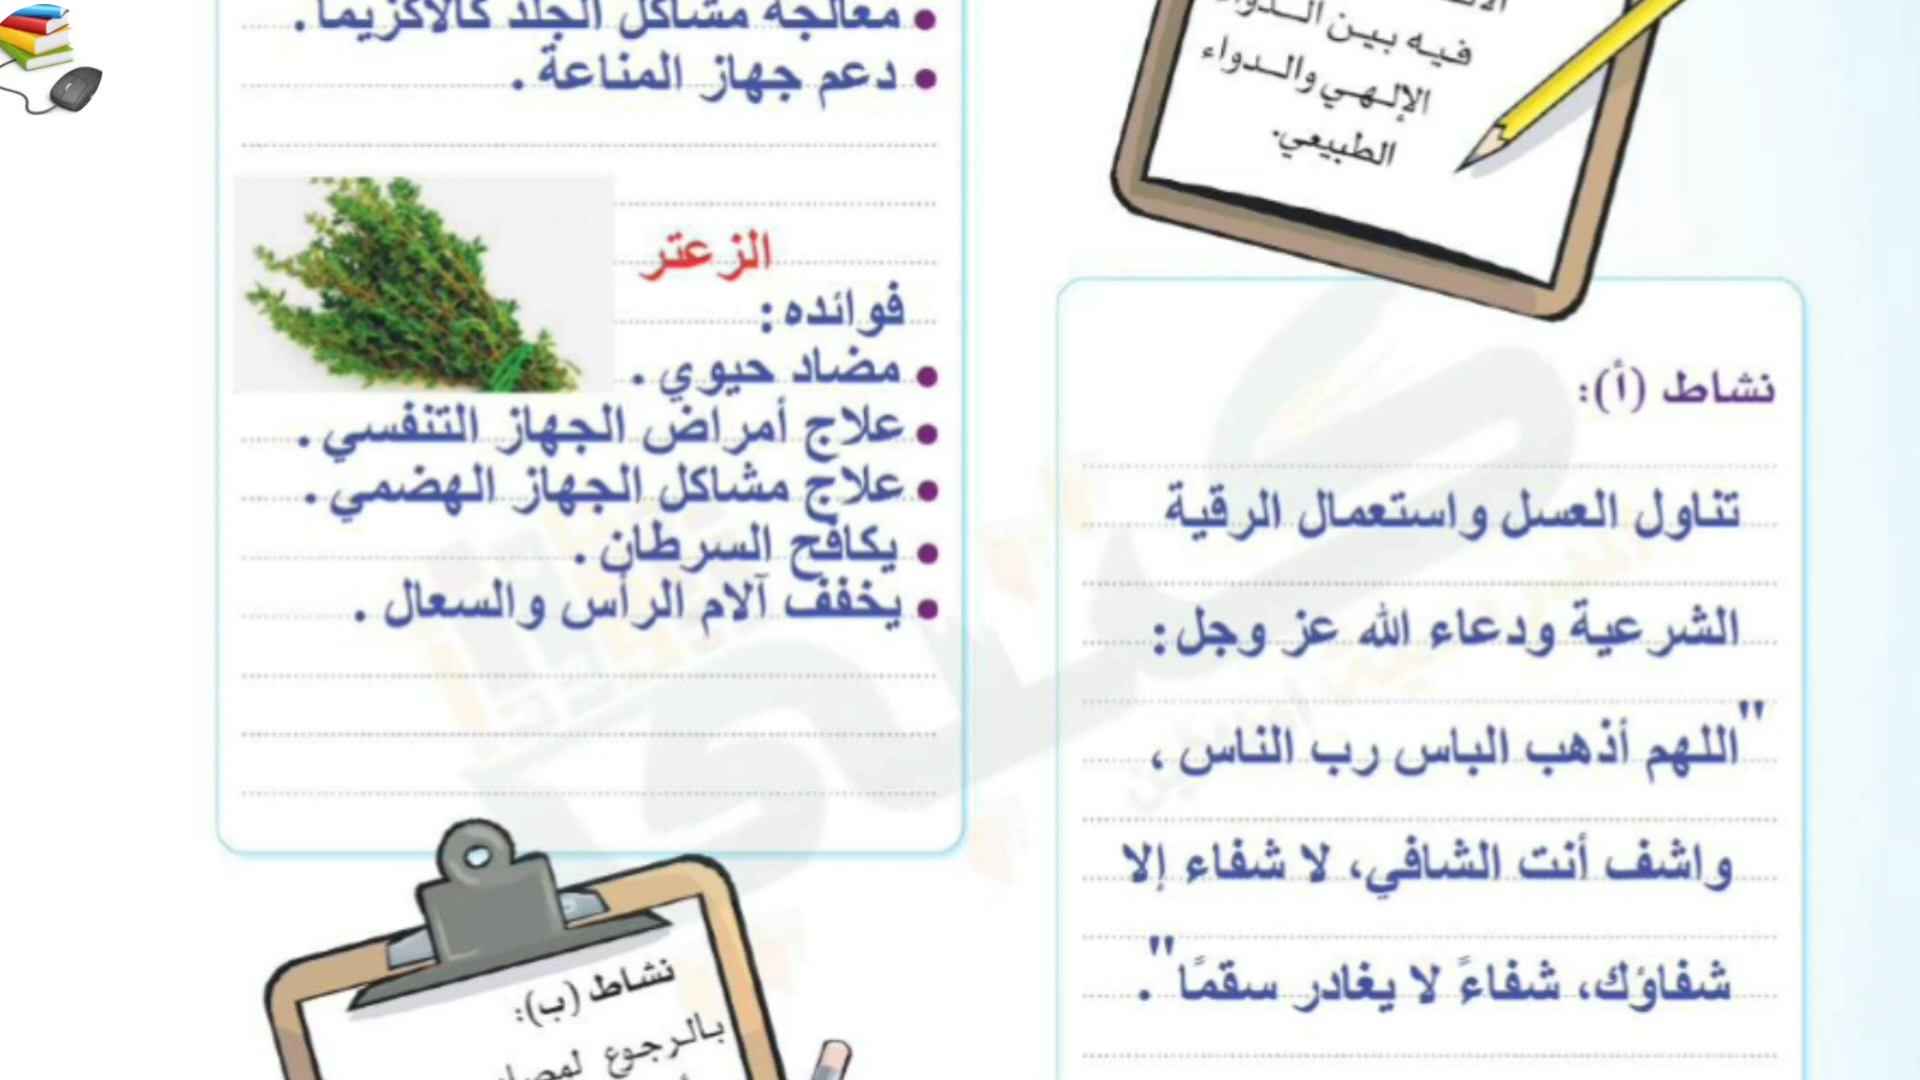 فيه بين الدواء
الإلهي والدواء
الطبيعي.
نشاط (أ):
تناول العسل واستعمال الرقية
الشرعية ودعاء الله عز وجل:
"اللهم أذهب الباس رب الناس ،
واشف أنت الشافي، لا شفاء إلا
شفاؤك، شفاءً لا يغادر سقمًا".
معالجة مشاكل الجلد كالأكزيما.
دعم جهاز المناعة .
الزعتر
فوائده :
مضاد حيوي .
علاج أمراض الجهاز التنفسي .
علاج مشاكل الجهاز الهضمي .
يكافح السرطان .
يخفف آلام الرأس والسعال .
نشاط (ب):
بالرجوع